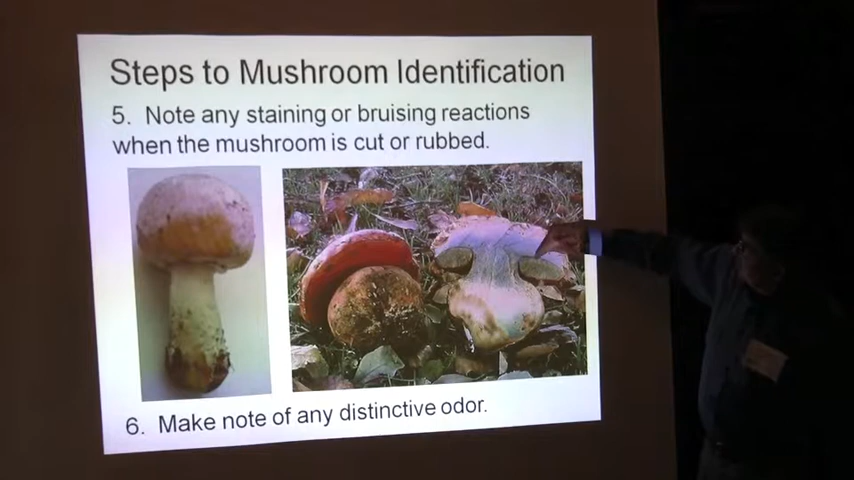 Steps to Mushroom Identification
5. Note any staining or bruising reactions
when the mushroom is cut or rubbed.
6. Make note of any distinctive odor.